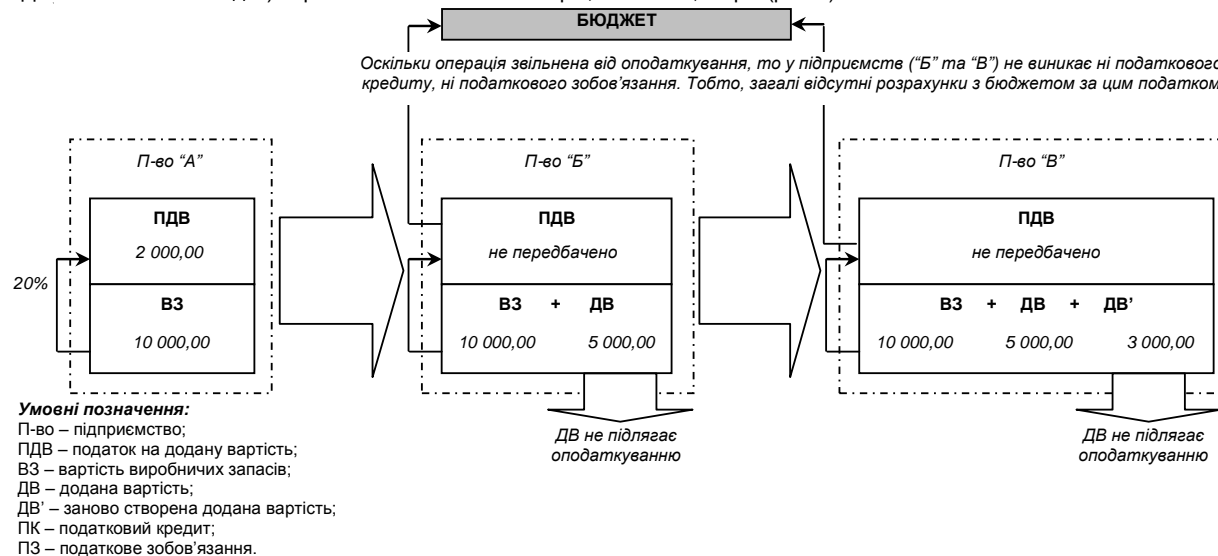 БЮДЖЕТ
Оскільки операція звільнена від оподаткування, то у підприємств (“Б” та “В”) не виникає ні податкового
кредиту, ні податкового зобов’язання. Тобто, загалі відсутні розрахунки з бюджетом за цим податком
П-во “А”
П-во “Б”
П-во “В”
ПДВ
2 000,00
ПДВ
не передбачено
ПДВ
не передбачено
20%
ВЗ
10 000,00
ВЗ + ДВ
10 000,00 5 000,00
ВЗ + ДВ + ДВ’
10 000,00 5 000,00 3 000,00
ДВ не підлягає
оподаткуванню
ДВ не підлягає
оподаткуванню
Умовні позначення:
П-во – підприємство;
ПДВ – податок на додану вартість;
ВЗ – вартість виробничих запасів;
ДВ – додана вартість;
ДВ’ – заново створена додана вартість;
ПК – податковий кредит;
ПЗ – податкове зобов’язання.